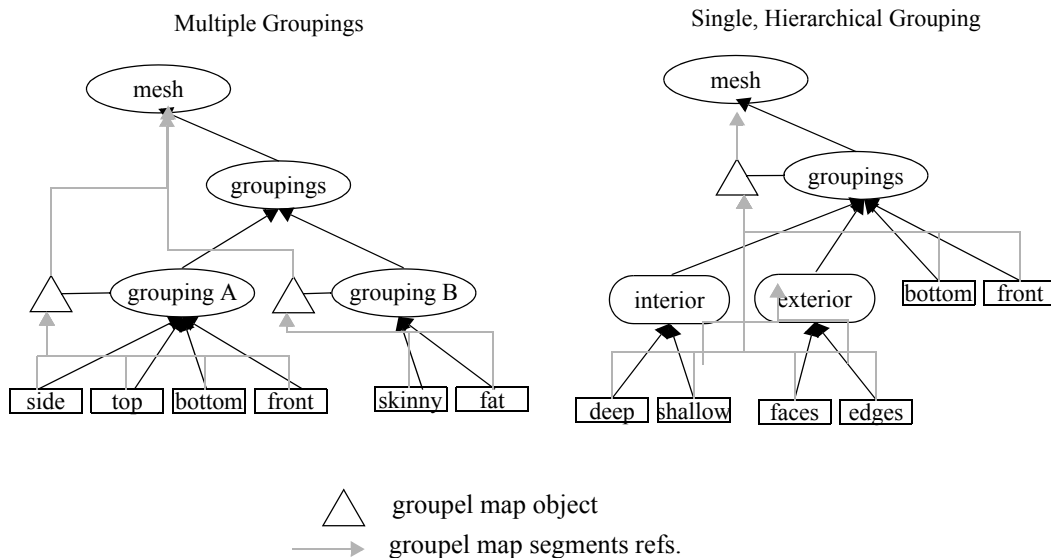 Multiple Groupings
Single, Hierarchical Grouping
mesh
groupings
grouping A
grouping B
side
top
bottom
front
skinny
fat
mesh
groupings
interior
exterior
bottom
front
deep
shallow
faces
edges
groupel map object
groupel map segments refs.